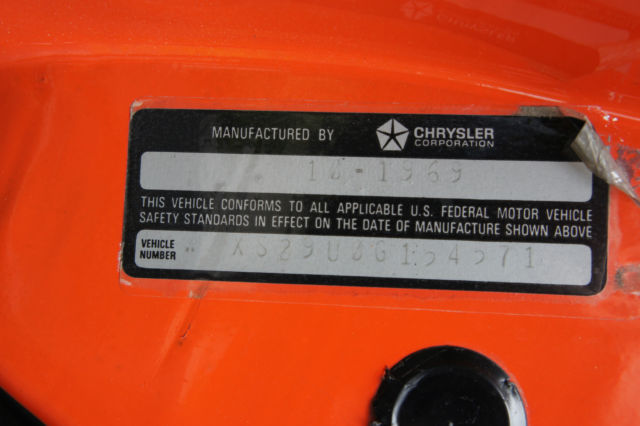 MANUFACTURED BY CHRYSLER CORPORATION
THIS VEHICLE CONFORMS TO ALL APPLICABLE U.S. FEDERAL MOTOR VEHICLE
SAFETY STANDARDS IN EFFECT ON THE DATE OF MANUFACTURE SHOWN ABOVE
VEHICLE NUMBER